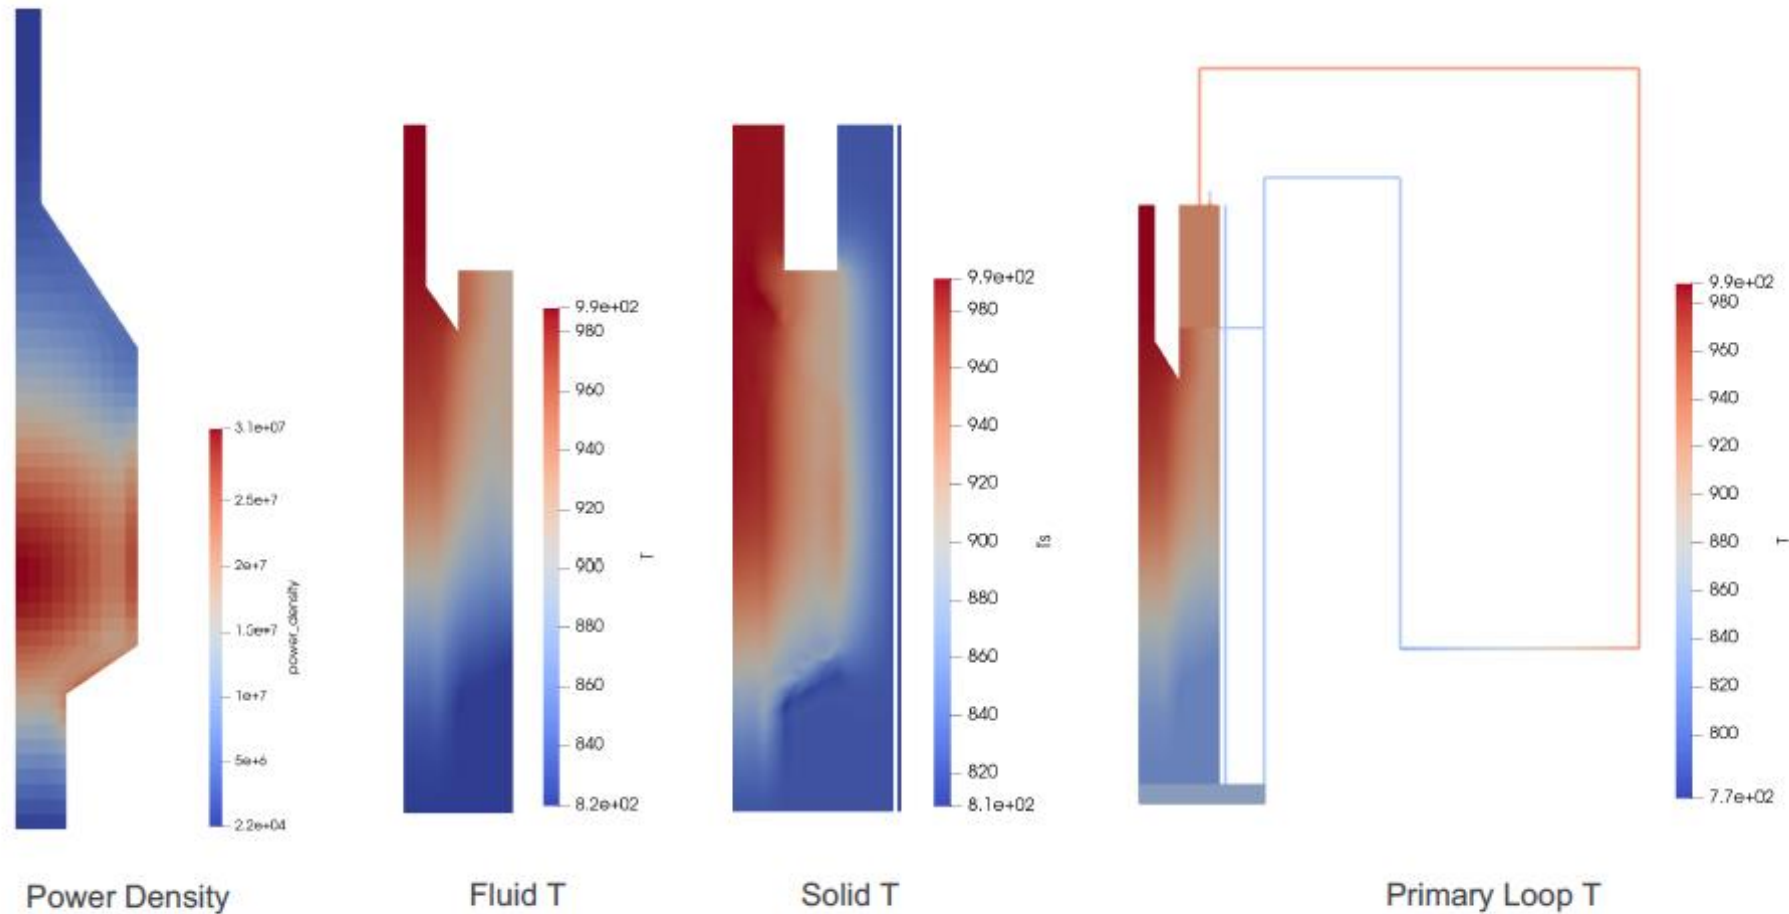 3.1e+07
2.5e+7
2e+7
1.5e+7
1e+7
5e+6
2.2e+04
power_density
9.9e+02
980
960
940
920
900
880
860
840
8.2e+02
T
9.9e+02
980
960
940
920
900
880
860
840
820
8.1e+02
Ts
9.9e+02
980
960
940
920
900
880
860
840
820
800
7.7e+02
T
Power Density
Fluid T
Solid T
Primary Loop T